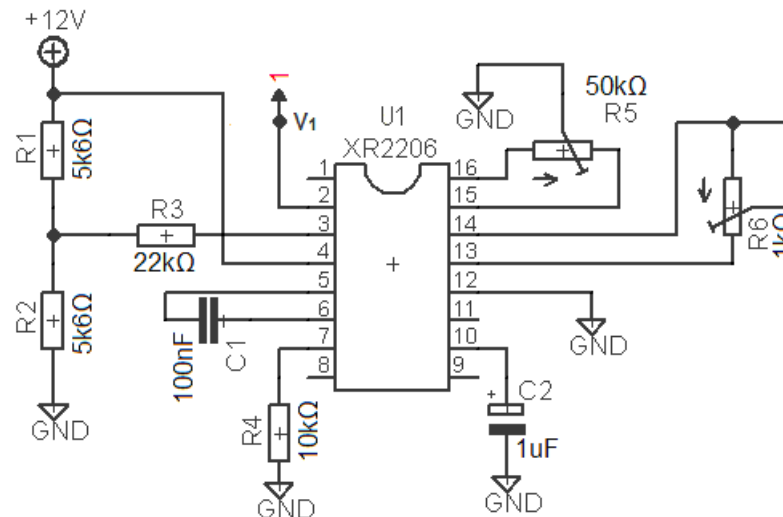 +12V
R1
5k6Ω
R2
5k6Ω
GND
R3
22kΩ
1
V1
100nF
C1
R4
10kΩ
GND
U1
XR2206
1
2
3
4
5
6
7
8
16
15
14
13
12
11
10
9
GND
50kΩ
R5
R6
1kΩ
GND
C2
1uF
GND